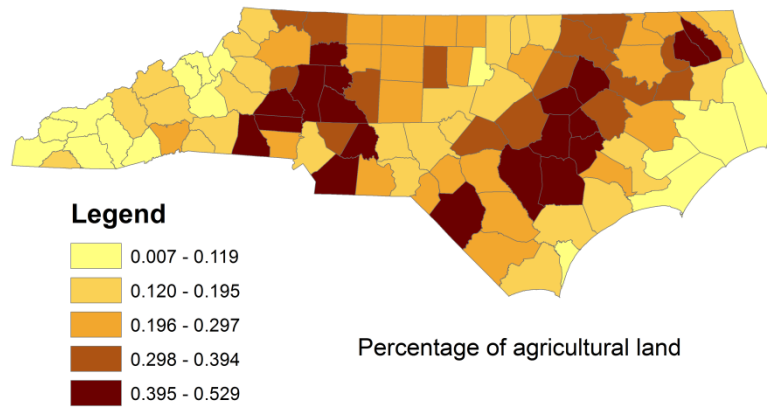 Legend
0.007 - 0.119
0.120 - 0.195
0.196 - 0.297
0.298 - 0.394
0.395 - 0.529
Percentage of agricultural land